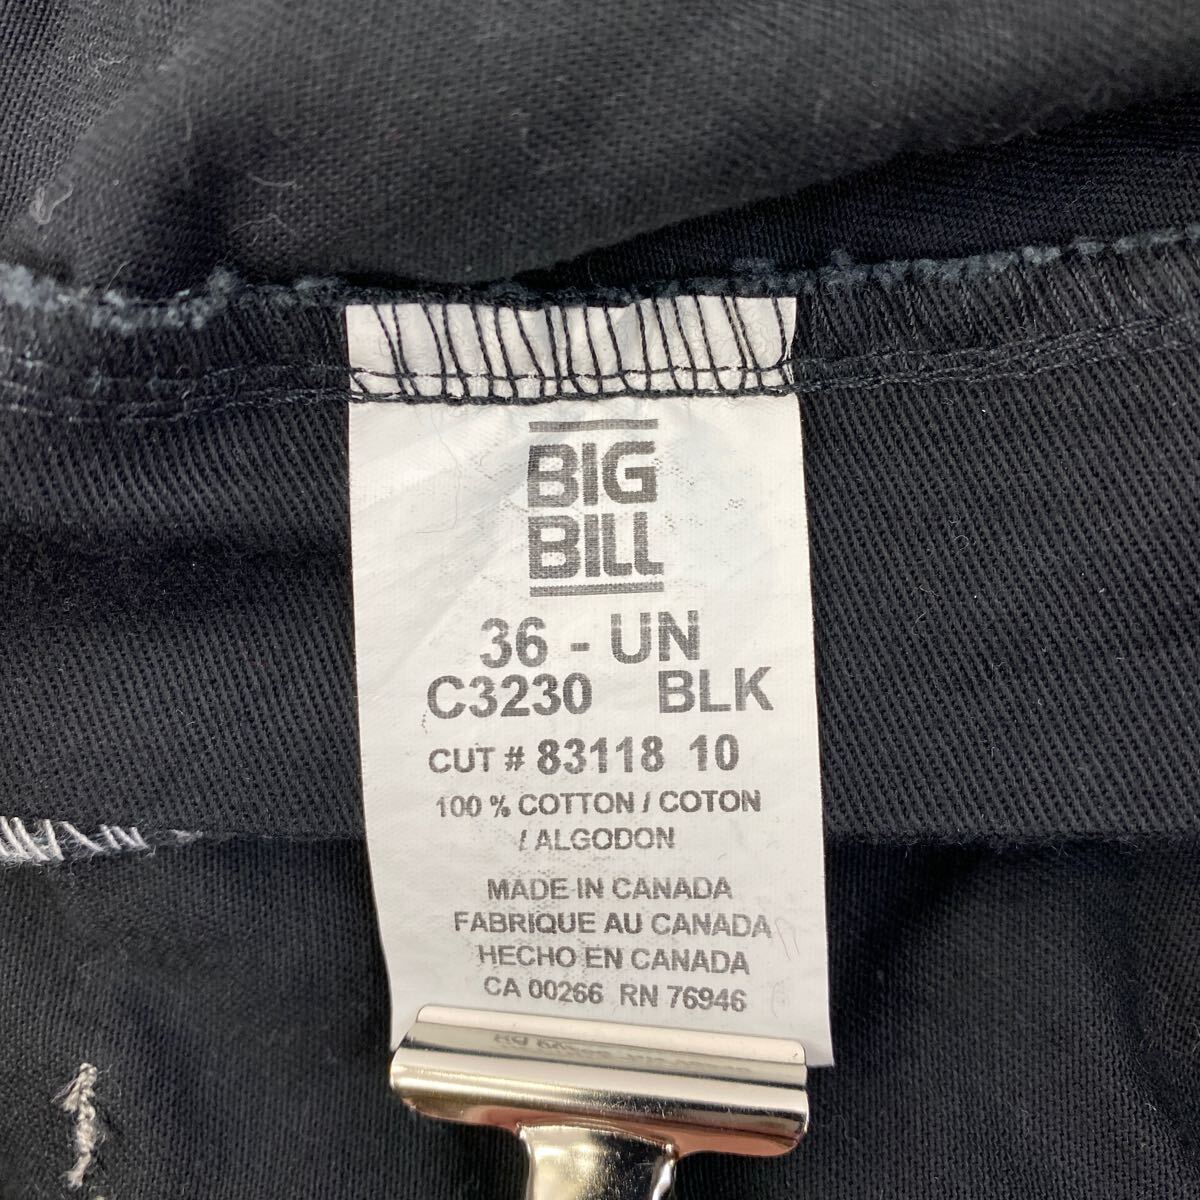 BIG
BILL
36 - UN
C3230 BLK
CUT # 83118 10
100 % COTTON / COTON
/ ALGODON
MADE IN CANADA
FABRIQUE AU CANADA
HECHO EN CANADA
CA 00266 RN 76946